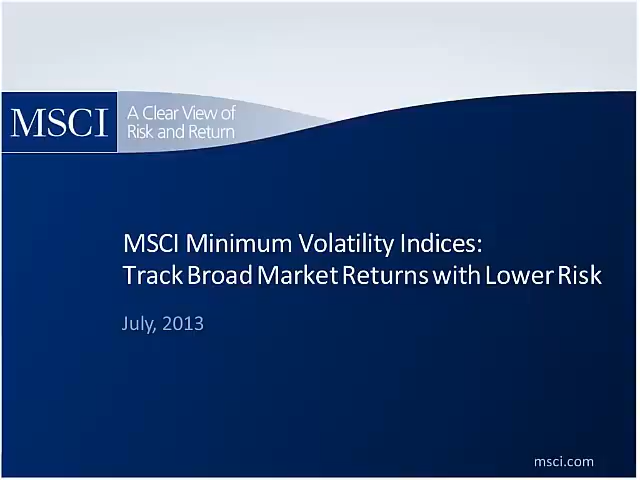 MSCI
A Clear View of
Risk and Return
MSCI Minimum Volatility Indices:
Track Broad Market Returns with Lower Risk
July, 2013
msci.com